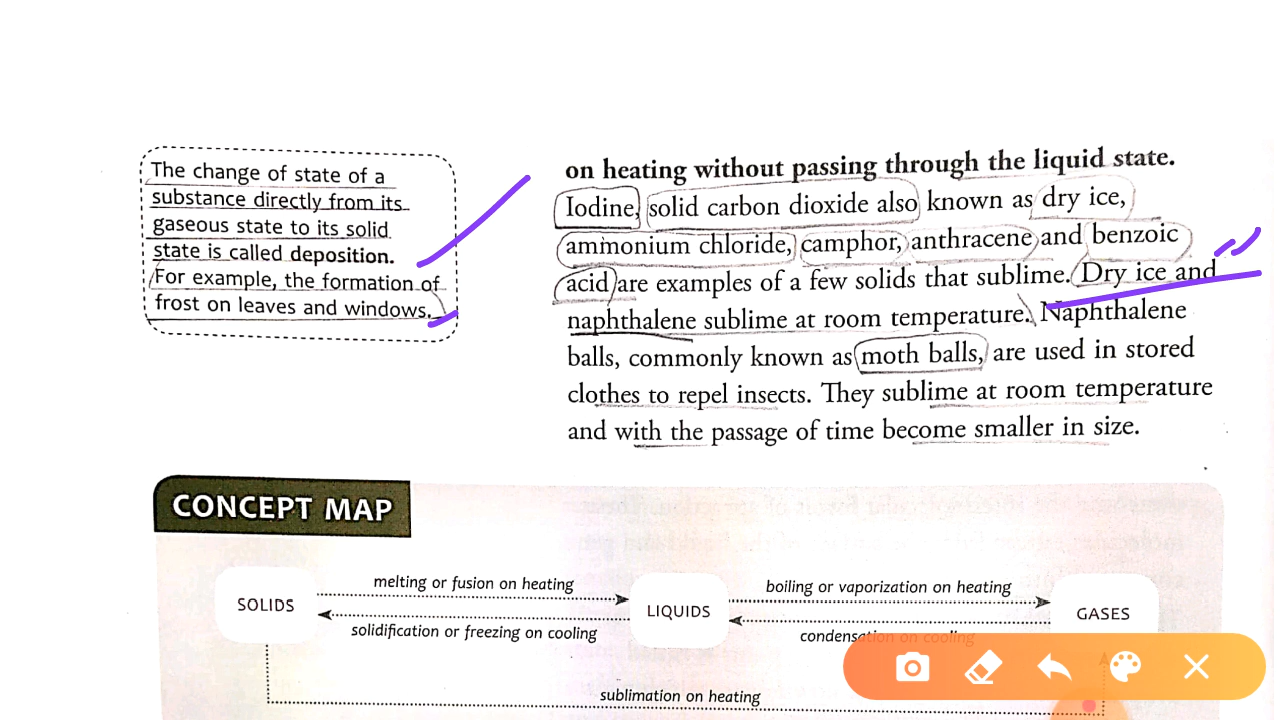 The change of state of a
substance directly from its
gaseous state to its solid
state is called deposition.
For example, the formation of
frost on leaves and windows.
on heating without passing through the liquid state.
Iodine, solid carbon dioxide also known as dry ice,
ammonium chloride, camphor, anthracene and benzoic
acid are examples of a few solids that sublime. Dry ice and
naphthalene sublime at room temperature. Naphthalene
balls, commonly known as moth balls, are used in stored
clothes to repel insects. They sublime at room temperature
and with the passage of time become smaller in size.
CONCEPT MAP
melting or fusion on heating
boiling or vaporization on heating
SOLIDS
LIQUIDS
GASES
solidification or freezing on cooling
condensation on cooling
sublimation on heating